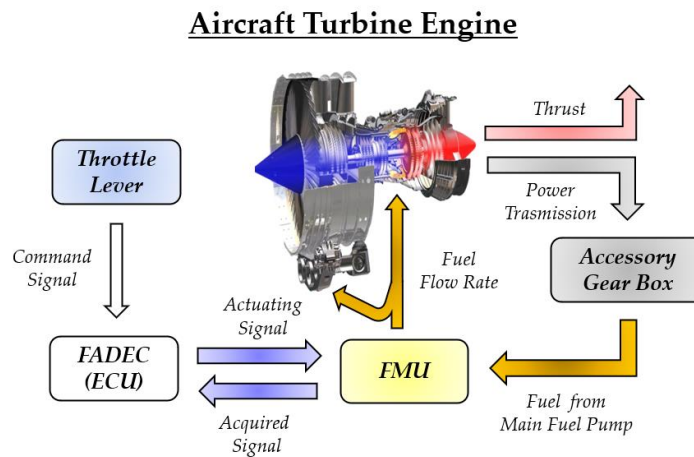 Aircraft Turbine Engine
Thrust
Throttle
Lever
Power
Trasmission
Command
Signal
Fuel
Flow Rate
Accessory
Gear Box
Actuating
Signal
FADEC
(ECU)
FMU
Acquired
Signal
Fuel from
Main Fuel Pump